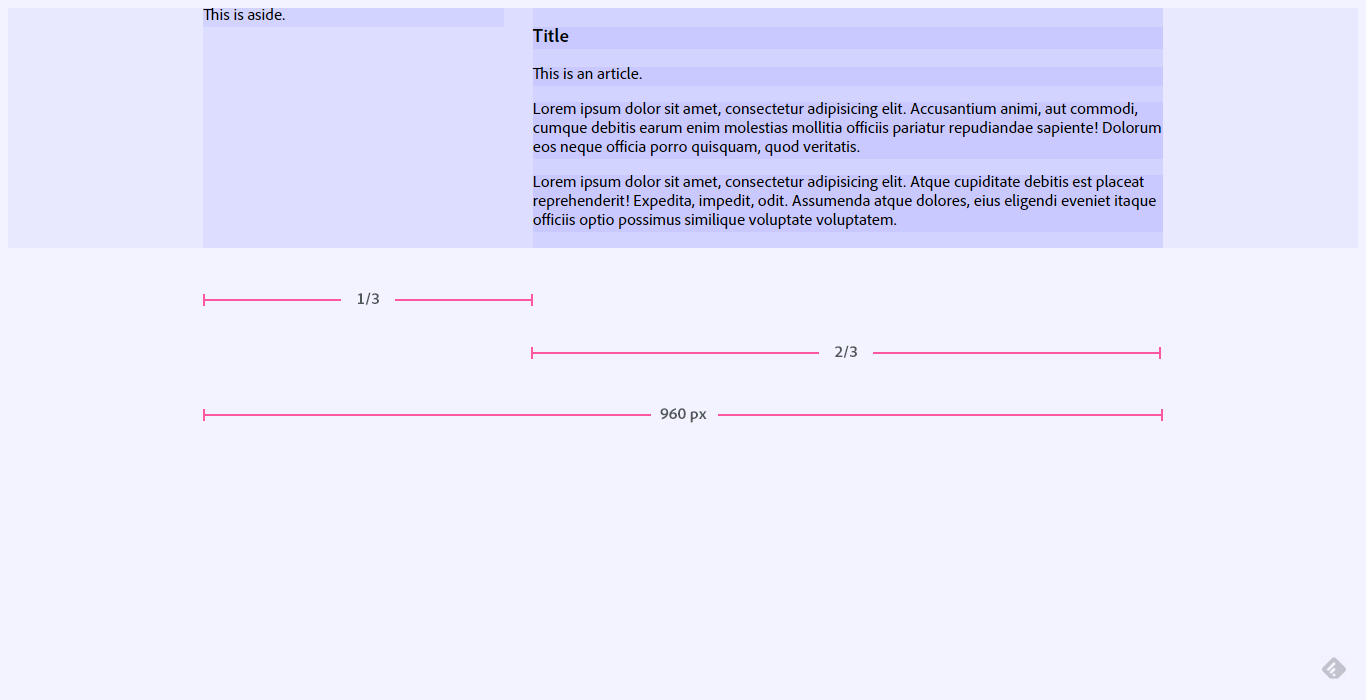 This is aside.
Title
This is an article.
Lorem ipsum dolor sit amet, consectetur adipisicing elit. Accusantium animi, aut commodi,
cumque debitis earum enim molestias mollitia officiis pariatur repudiandae sapiente! Dolorum
eos neque officia porro quisquam, quod veritatis.
Lorem ipsum dolor sit amet, consectetur adipisicing elit. Atque cupiditate debitis est placeat
reprehenderit! Expedita, impedit, odit. Assumenda atque dolores, eius eligendi eveniet itaque
officiis optio possimus similique voluptate voluptatem.
1/3
2/3
960 px